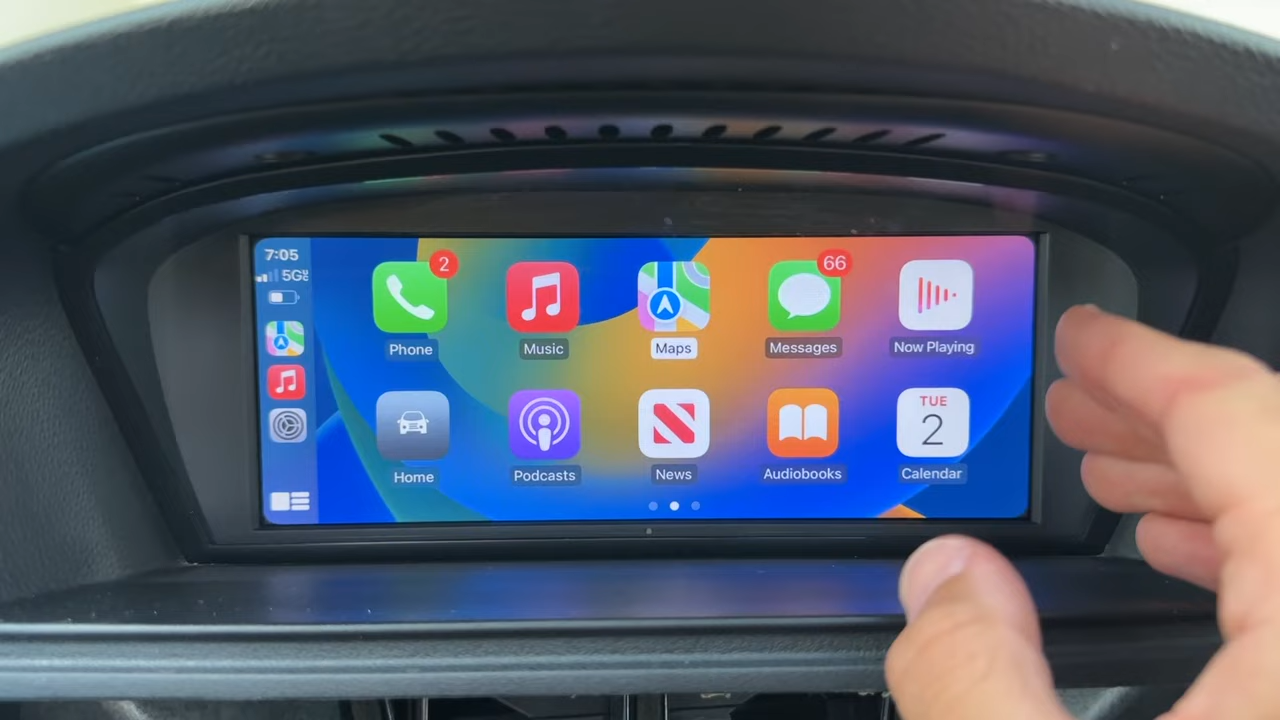 7:05
5G
2
66
Phone
Music
Maps
Messages
Now Playing
TUE
2
Home
Podcasts
News
Audiobooks
Calendar